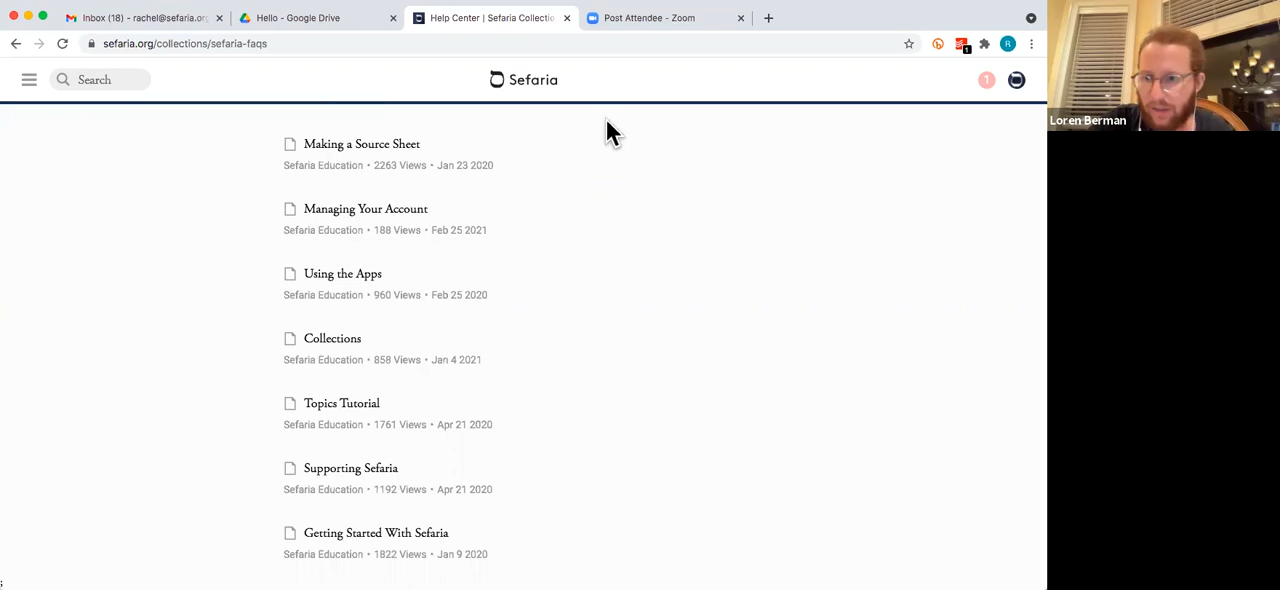 Inbox (18) - rachel@sefaria.or
Hello - Google Drive
Help Center | Sefaria Collectio
Post Attendee - Zoom
sefaria.org/collections/sefaria-faqs
1
R
Search
Sefaria
1
Loren Berman
Making a Source Sheet
Sefaria Education • 2263 Views • Jan 23 2020
Managing Your Account
Sefaria Education • 188 Views • Feb 25 2021
Using the Apps
Sefaria Education • 960 Views • Feb 25 2020
Collections
Sefaria Education • 858 Views • Jan 4 2021
Topics Tutorial
Sefaria Education • 1761 Views • Apr 21 2020
Supporting Sefaria
Sefaria Education • 1192 Views • Apr 21 2020
Getting Started With Sefaria
Sefaria Education • 1822 Views • Jan 9 2020